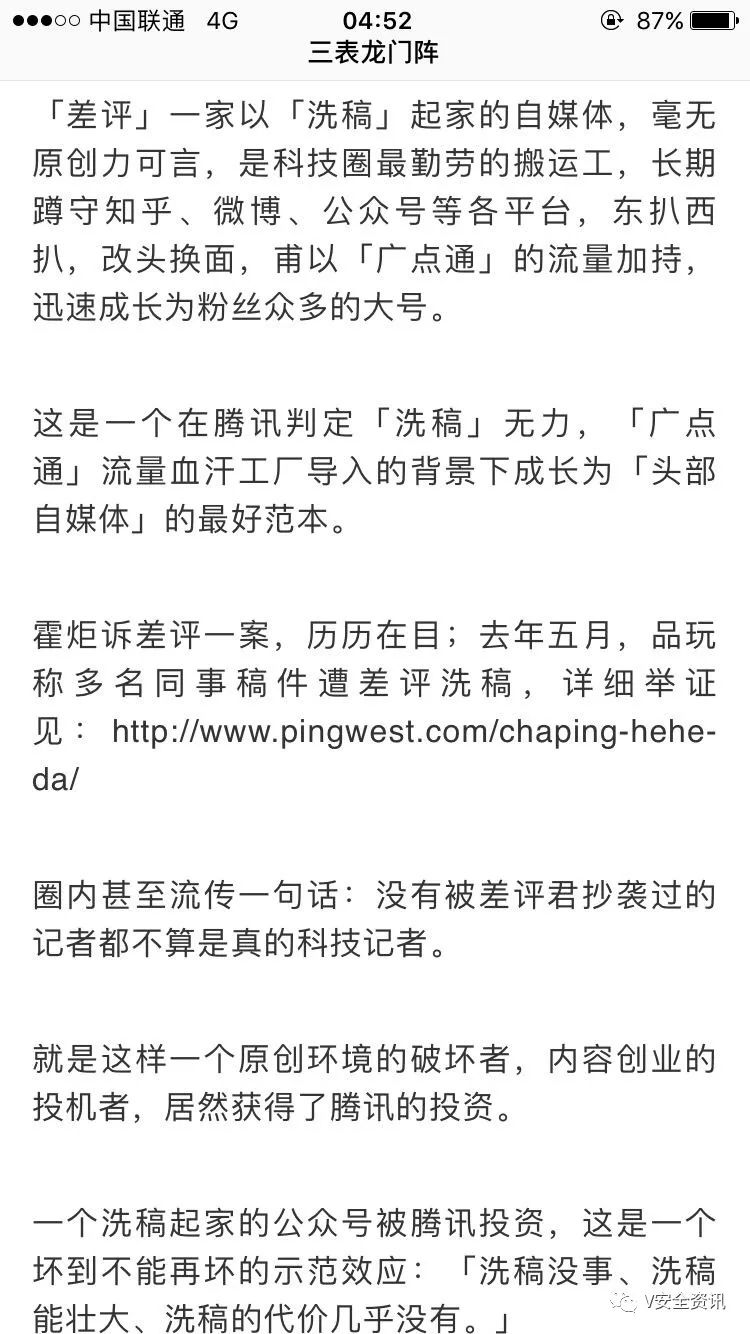 中国联通 4G 04:52 87%
三表龙门阵
「差评」一家以「洗稿」起家的自媒体，毫无
原创力可言，是科技圈最勤劳的搬运工，长期
蹲守知乎、微博、公众号等各平台，东扒西
扒，改头换面，甫以「广点通」的流量加持，
迅速成长为粉丝众多的大号。
这是一个在腾讯判定「洗稿」无力，「广点
通」流量血汗工厂导入的背景下成长为「头部
自媒体」的最好范本。
霍炬诉差评一案，历历在目；去年五月，品玩
称多名同事稿件遭差评洗稿，详细举证
见：http://www.pingwest.com/chaping-hehe-
da/
圈内甚至流传一句话：没有被差评君抄袭过的
记者都不算是真的科技记者。
就是这样一个原创环境的破坏者，内容创业的
投机者，居然获得了腾讯的投资。
一个洗稿起家的公众号被腾讯投资，这是一个
坏到不能再坏的示范效应：「洗稿没事、洗稿
能壮大、洗稿的代价几乎没有。」
V安全资讯